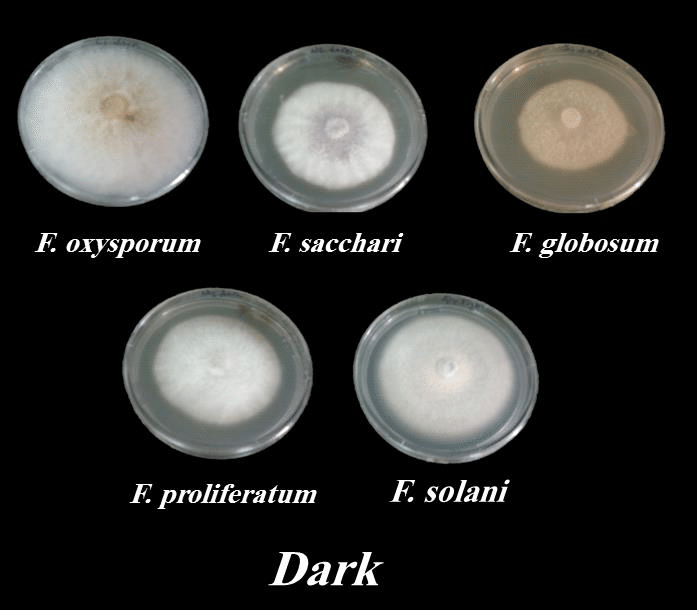 F. oxysporum
F. sacchari
F. globosum
F. proliferatum
F. solani
Dark